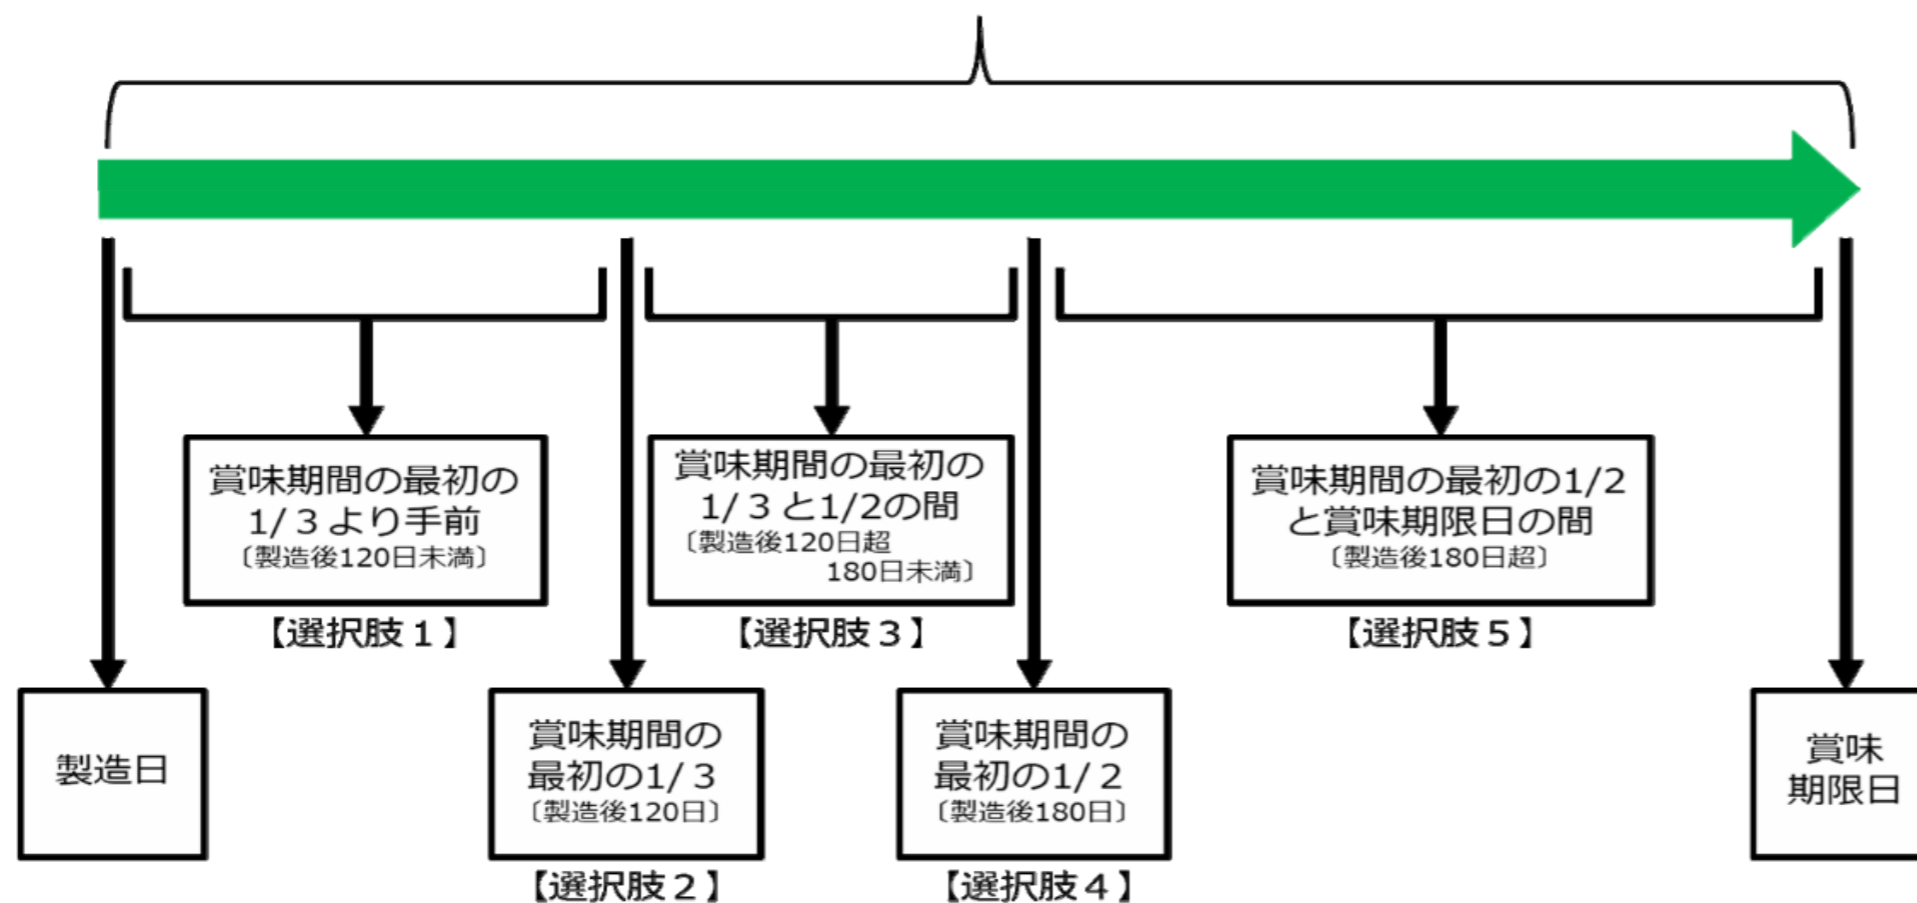 賞味期間の最初の
1/３より手前
〔製造後120日未満〕
【選択肢１】
賞味期間の最初の
1/３と1/2の間
〔製造後120日超
180日未満〕
【選択肢３】
賞味期間の最初の1/2
と賞味期限日の間
〔製造後180日超〕
【選択肢５】
製造日
賞味期間の
最初の1/３
〔製造後120日〕
【選択肢２】
賞味期間の
最初の1/２
〔製造後180日〕
【選択肢４】
賞味
期限日